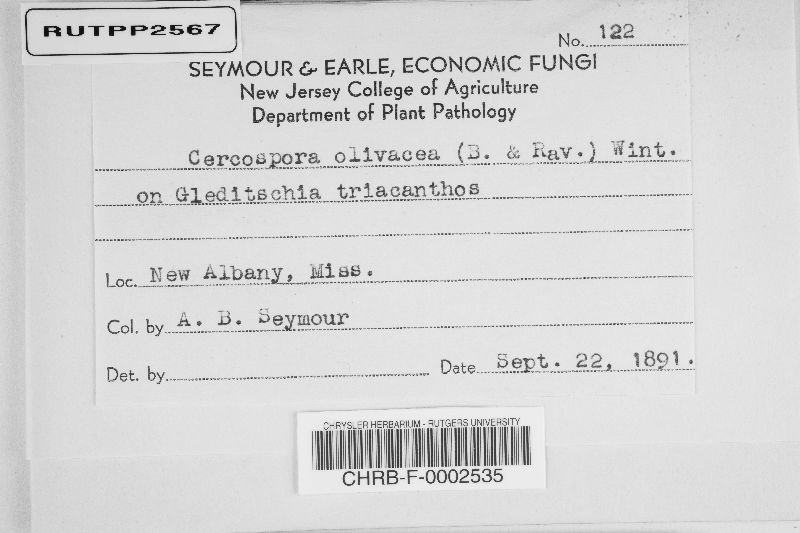 RUTPP2567
No. 122
SEYMOUR & EARLE, ECONOMIC FUNGI
New Jersey College of Agriculture
Department of Plant Pathology
Cercospora olivacea (B. & Rav.) Wint.
on Gleditschia triacanthos
Loc. New Albany, Miss.
Col. by A. B. Seymour
Det. by
Date Sept. 22, 1891.
CHRYSLER HERBARIUM - RUTGERS UNIVERSITY
CHRB-F-0002535